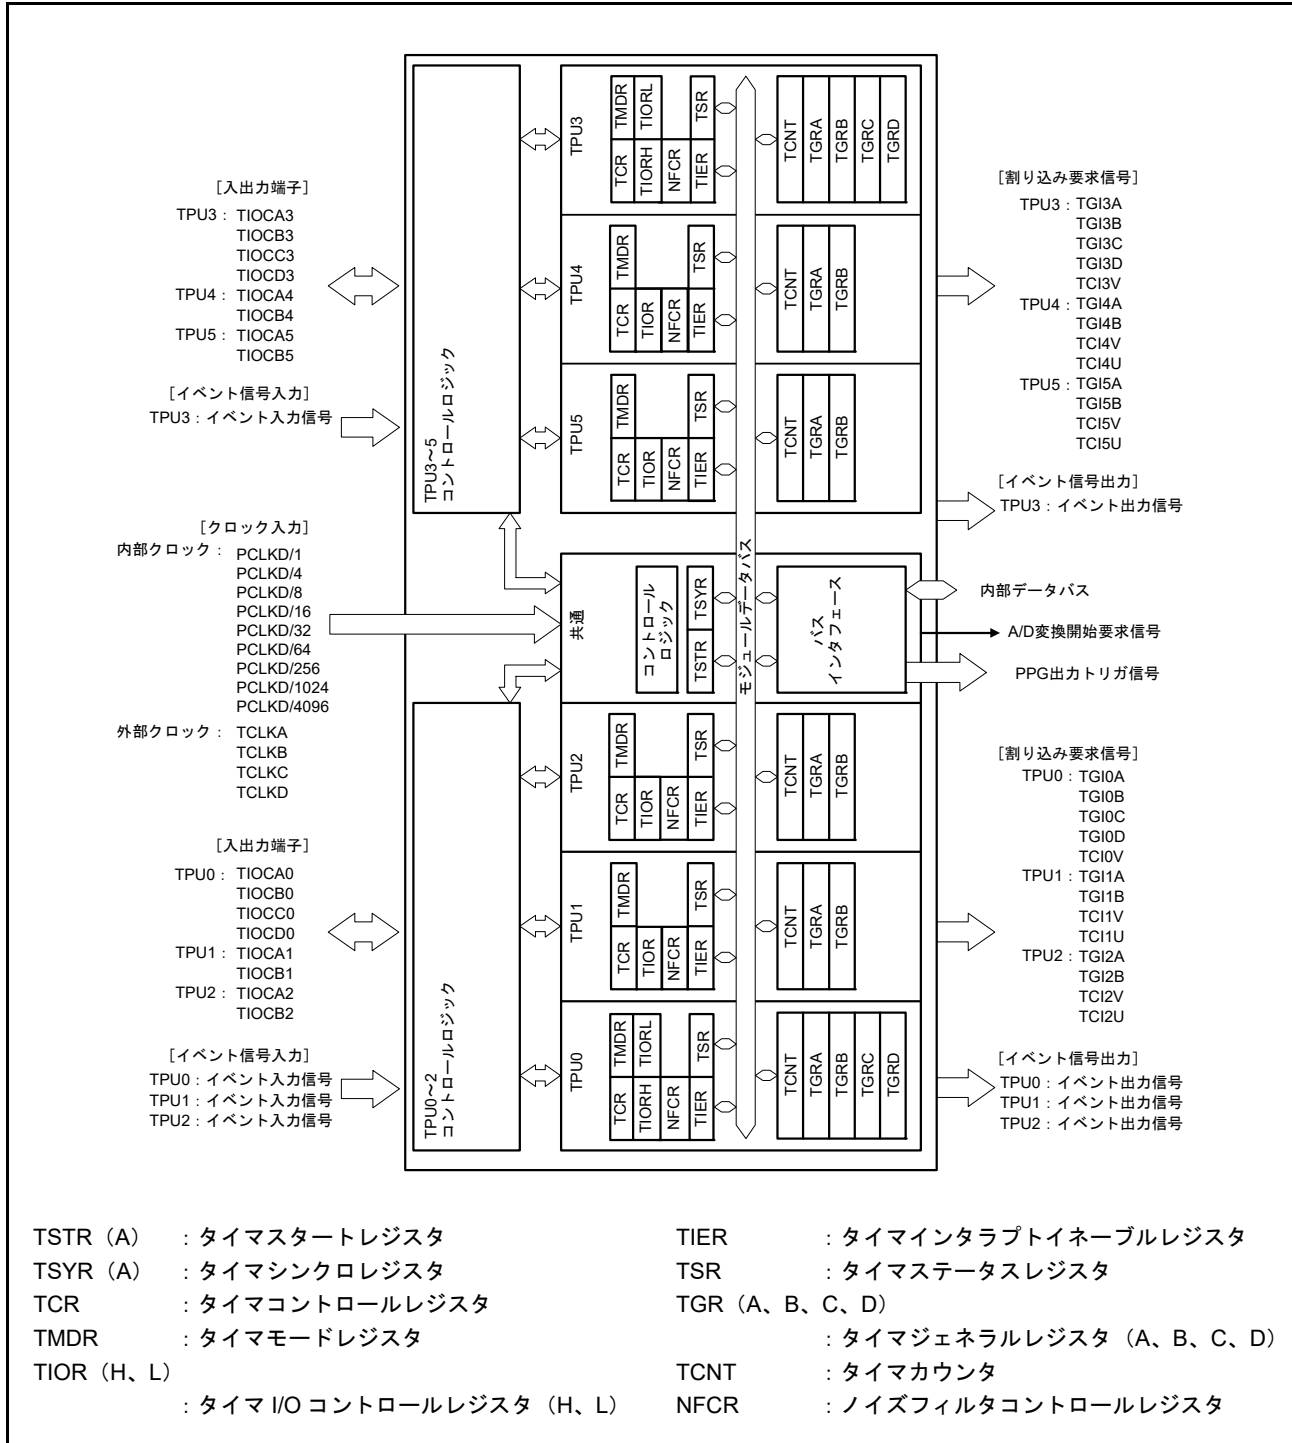 [入出力端子]
TPU3：TIOCA3
TIOCB3
TIOCC3
TIOCD3
TPU4：TIOCA4
TIOCB4
TPU5：TIOCA5
TIOCB5
[イベント信号入力]
TPU3：イベント入力信号
[クロック入力]
内部クロック：PCLKD/1
PCLKD/4
PCLKD/8
PCLKD/16
PCLKD/32
PCLKD/64
PCLKD/256
PCLKD/1024
PCLKD/4096
外部クロック：TCLKA
TCLKB
TCLKC
TCLKD
[入出力端子]
TPU0：TIOCA0
TIOCB0
TIOCC0
TIOCD0
TPU1：TIOCA1
TIOCB1
TPU2：TIOCA2
TIOCB2
[イベント信号入力]
TPU0：イベント入力信号
TPU1：イベント入力信号
TPU2：イベント入力信号
TPU3～5
コントロールロジック
TPU0～2
コントロールロジック
TPU3
TCR
TMDR
TIORH
TIORL
NFCR
TIER
TSR
TCNT
TGRA
TGRB
TGRC
TGRD
TPU4
TCR
TMDR
TIOR
NFCR
TIER
TSR
TCNT
TGRA
TGRB
TPU5
TCR
TMDR
TIOR
NFCR
TIER
TSR
TCNT
TGRA
TGRB
共通
コントロール
ロジック
TSTR
TSYR
モジュールデータバス
バス
インタフェース
TPU2
TCR
TMDR
TIOR
NFCR
TIER
TSR
TCNT
TGRA
TGRB
TPU1
TCR
TMDR
TIOR
NFCR
TIER
TSR
TCNT
TGRA
TGRB
TPU0
TCR
TMDR
TIORH
TIORL
NFCR
TIER
TSR
TCNT
TGRA
TGRB
TGRC
TGRD
[割り込み要求信号]
TPU3：TGI3A
TGI3B
TGI3C
TGI3D
TCI3V
TPU4：TGI4A
TGI4B
TCI4V
TCI4U
TPU5：TGI5A
TGI5B
TCI5V
TCI5U
[イベント信号出力]
TPU3：イベント出力信号
内部データバス
A/D変換開始要求信号
PPG出力トリガ信号
[割り込み要求信号]
TPU0：TGI0A
TGI0B
TGI0C
TGI0D
TCI0V
TPU1：TGI1A
TGI1B
TCI1V
TCI1U
TPU2：TGI2A
TGI2B
TCI2V
TCI2U
[イベント信号出力]
TPU0：イベント出力信号
TPU1：イベント出力信号
TPU2：イベント出力信号
TSTR（A）：タイマスタートレジスタ
TSYR（A）：タイマシンクロレジスタ
TCR：タイマコントロールレジスタ
TMDR：タイマモードレジスタ
TIOR（H、L）
：タイマ I/O コントロールレジスタ（H、L）
TIER：タイマインタラプトイネーブルレジスタ
TSR：タイマステータスレジスタ
TGR（A、B、C、D）
：タイマジェネラルレジスタ（A、B、C、D）
TCNT：タイマカウンタ
NFCR：ノイズフィルタコントロールレジスタ